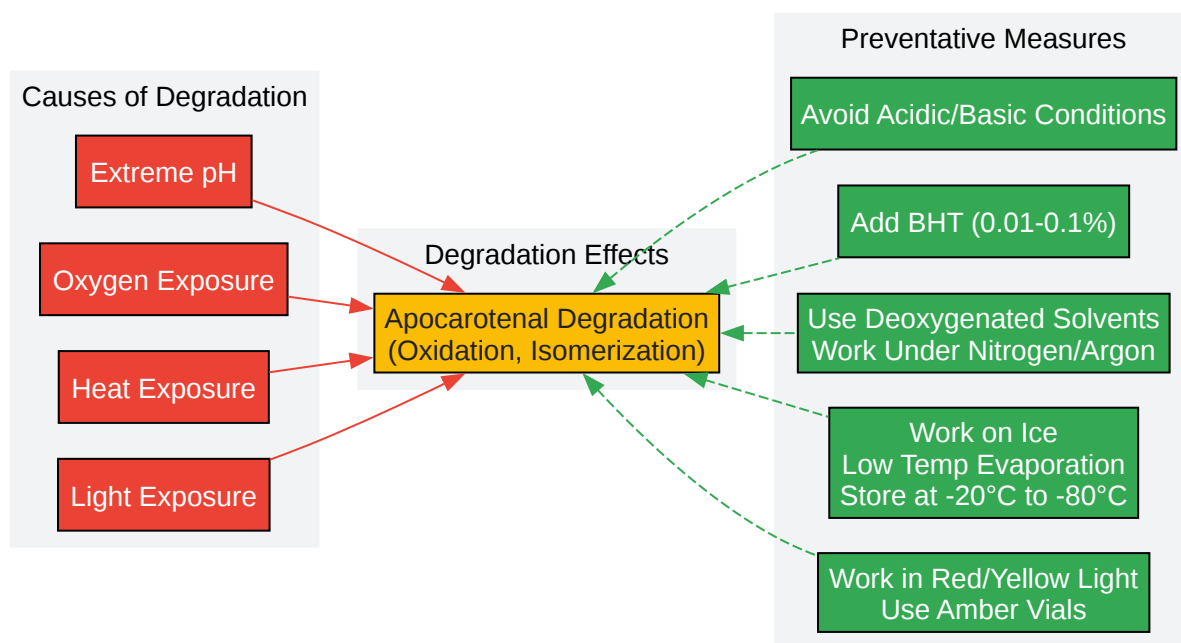 Causes of Degradation
Extreme pH
Oxygen Exposure
Heat Exposure
Light Exposure
Degradation Effects
Apocarotenal Degradation
(Oxidation, Isomerization)
Preventative Measures
Avoid Acidic/Basic Conditions
Add BHT (0.01-0.1%)
Use Deoxygenated Solvents
Work Under Nitrogen/Argon
Work on Ice
Low Temp Evaporation
Store at -20°C to -80°C
Work in Red/Yellow Light
Use Amber Vials